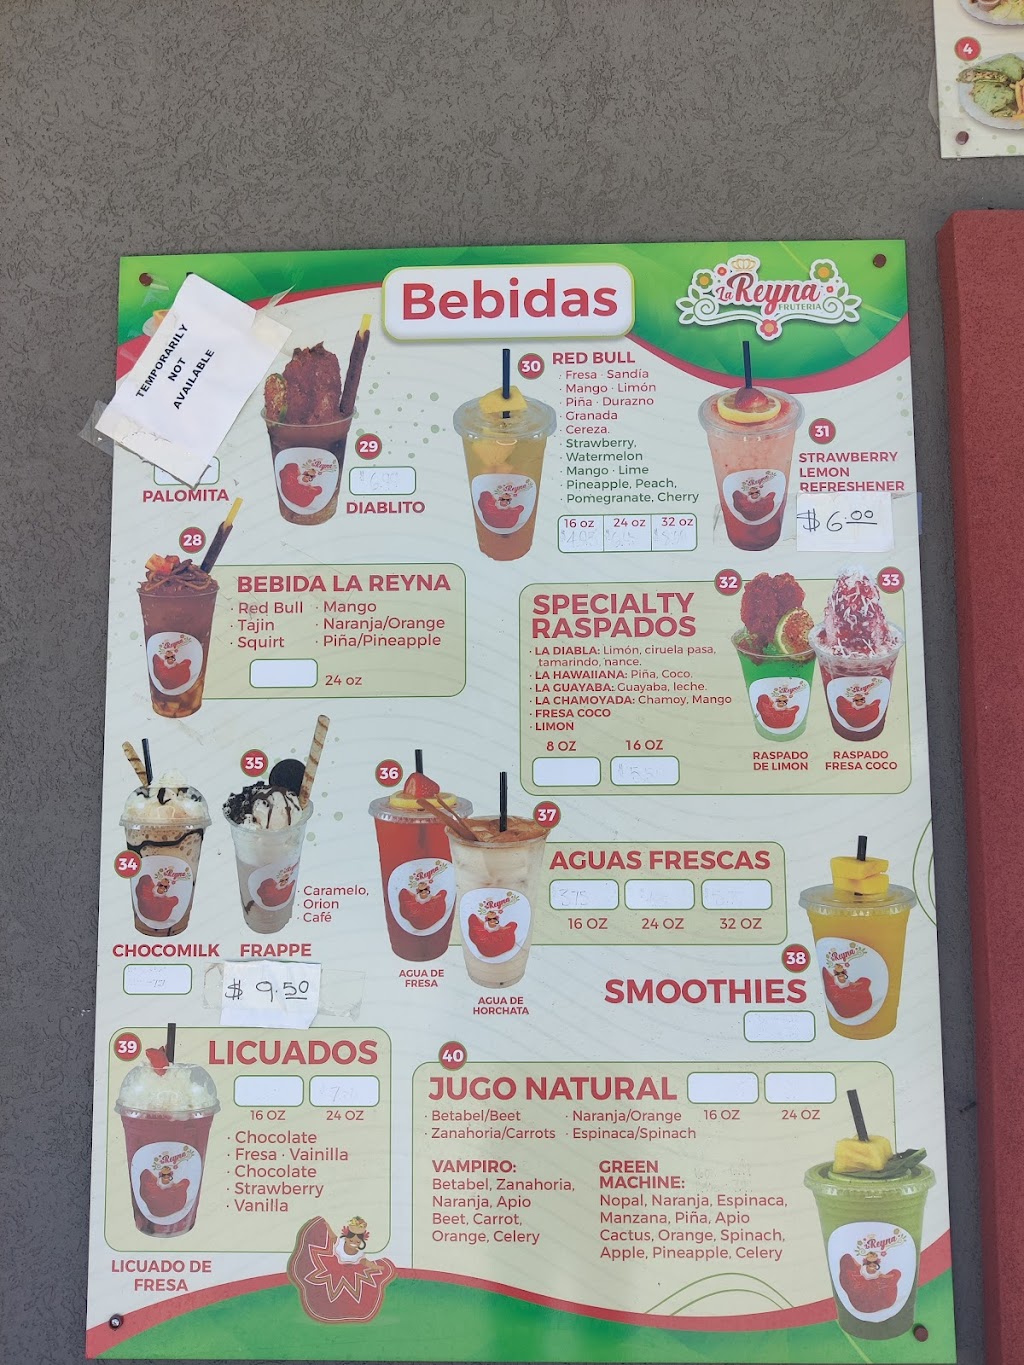 4
Bebidas
La Reyna
FRUTERIA
TEMPORARILY
NOT
AVAILABLE
PALOMITA
29
6.99
DIABLITO
30
RED BULL
· Fresa · Sandía
· Mango · Limón
· Piña · Durazno
· Granada
· Cereza.
· Strawberry,
Watermelon
· Mango · Lime
· Pineapple, Peach,
· Pomegranate, Cherry
16 oz 24 oz 32 oz
31
STRAWBERRY
LEMON
REFRESHENER
$6.00
28
BEBIDA LA REYNA
· Red Bull · Mango
· Tajin · Naranja/Orange
· Squirt · Piña/Pineapple
24 oz
32
33
SPECIALTY
RASPADOS
· LA DIABLA: Limón, ciruela pasa,
tamarindo, nance.
· LA HAWAIIANA: Piña, Coco.
· LA GUAYABA: Guayaba, leche.
· LA CHAMOYADA: Chamoy, Mango
· FRESA COCO
· LIMON
8 OZ 16 OZ
RASPADO
DE LIMON
RASPADO
FRESA COCO
34
CHOCOMILK
35
· Caramelo,
· Orion
· Café
FRAPPE
$9.50
36
AGUA DE
FRESA
37
AGUA DE
HORCHATA
AGUAS FRESCAS
3.75
16 OZ 24 OZ 32 OZ
38
SMOOTHIES
39
LICUADOS
16 OZ 24 OZ
· Chocolate
· Fresa · Vainilla
· Chocolate
· Strawberry
· Vanilla
LICUADO DE
FRESA
40
JUGO NATURAL
16 OZ 24 OZ
· Betabel/Beet · Naranja/Orange
· Zanahoria/Carrots · Espinaca/Spinach
VAMPIRO:
Betabel, Zanahoria,
Naranja, Apio
Beet, Carrot,
Orange, Celery
GREEN
MACHINE:
Nopal, Naranja, Espinaca,
Manzana, Piña, Apio
Cactus, Orange, Spinach,
Apple, Pineapple, Celery